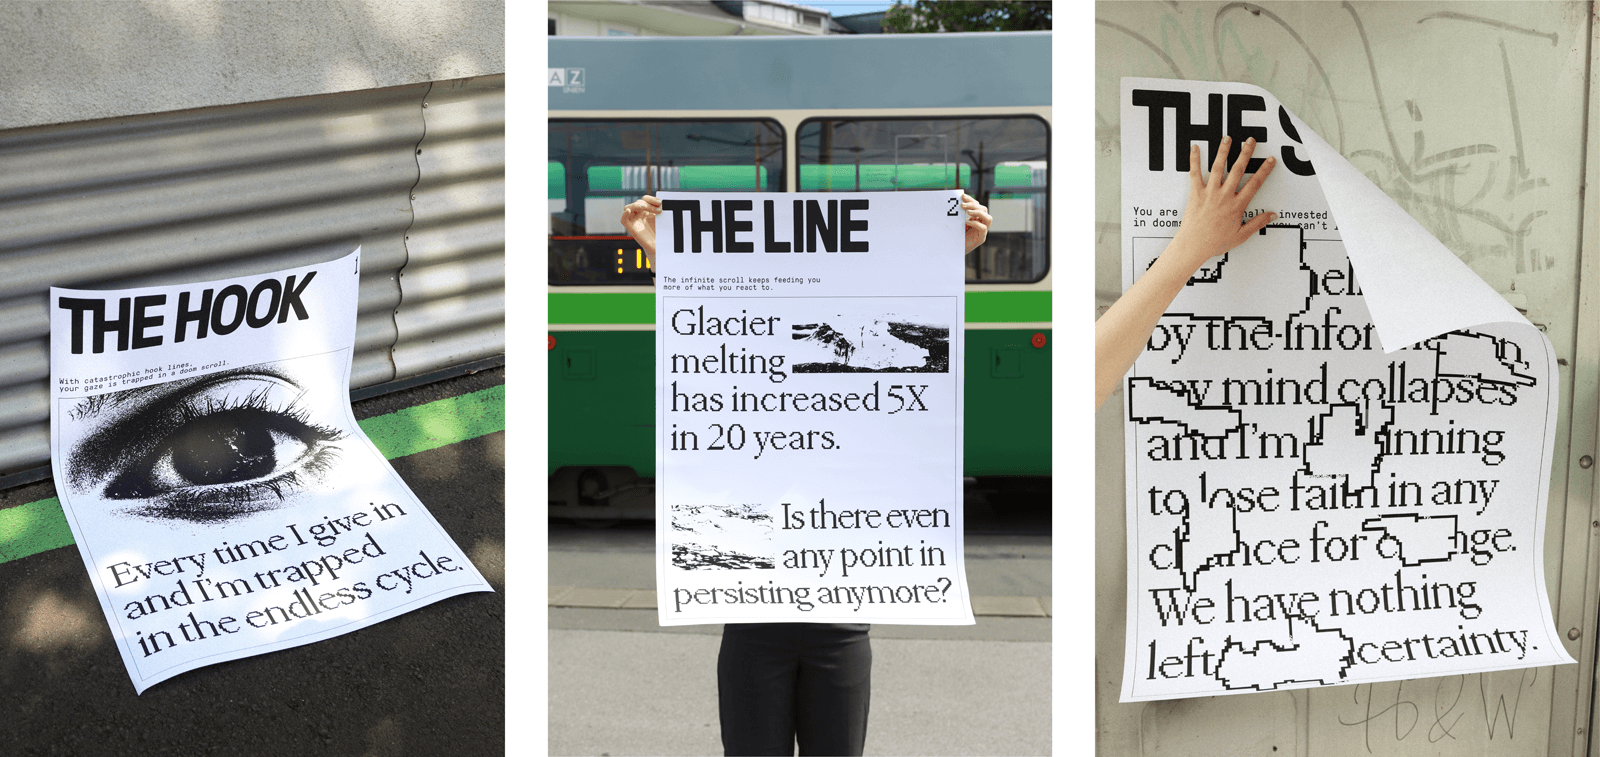 THE HOOK
1
With catastrophic hook lines,
your gaze is trapped in a doom scroll.
Every time I give in
and I'm trapped
in the endless cycle.
AZ
THE LINE
2
The infinite scroll keeps feeding you
more of what you react to.
Glacier
melting
has increased 5X
in 20 years.
Is there even
any point in
persisting anymore?
THE S
You are invested
in can't
by the
my mind collapses
and I'm
to lose faith in any
for
We have nothing
left certainty.